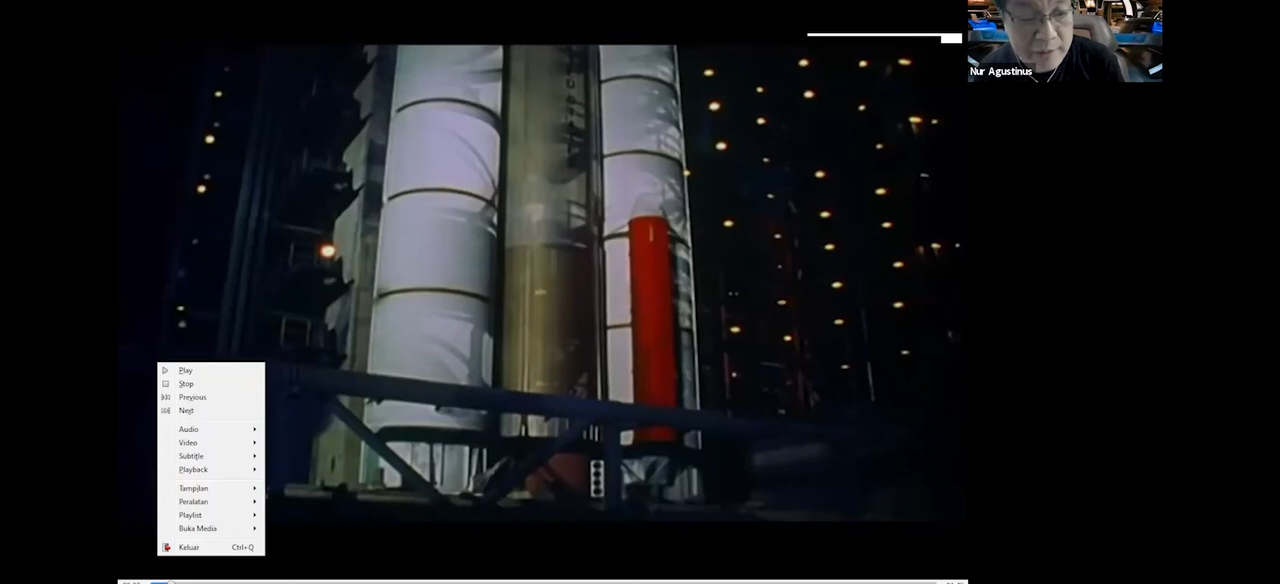 Nur Agustinus
Play
Stop
Previous
Next
Audio
Video
Subtitle
Playback
Tampilan
Peralatan
Playlist
Buka Media
Keluar Ctrl+Q